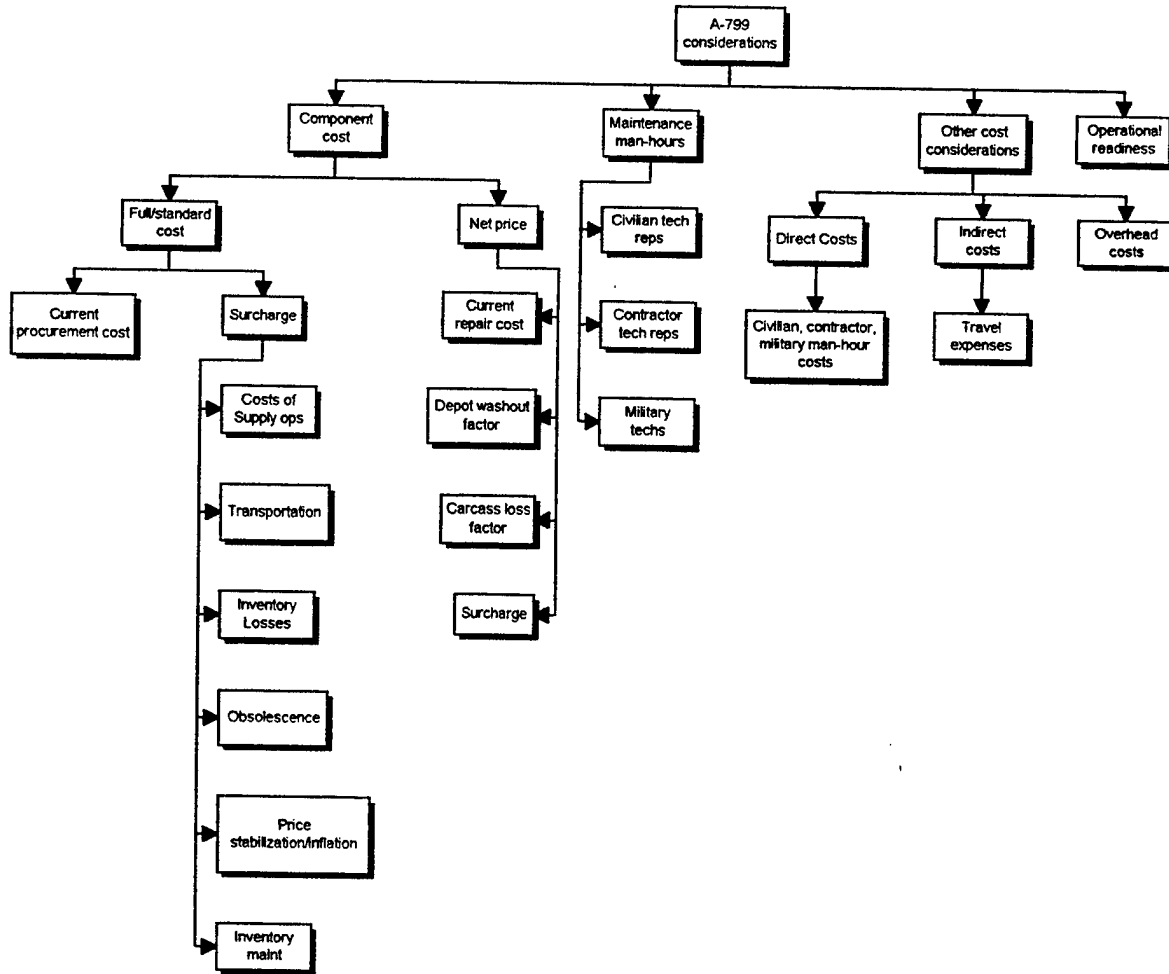 A-799
considerations
Component
cost
Maintenance
man-hours
Other cost
considerations
Operational
readiness
Full/standard
cost
Net price
Civilian tech
reps
Direct Costs
Indirect
costs
Overhead
costs
Current
procurement cost
Surcharge
Current
repair cost
Contractor
tech reps
Civilian, contractor,
military man-hour
costs
Travel
expenses
Costs of
Supply ops
Depot washout
factor
Military
techs
Transportation
Carcass loss
factor
Inventory
Losses
Surcharge
Obsolescence
Price
stabilization/inflation
Inventory
maint